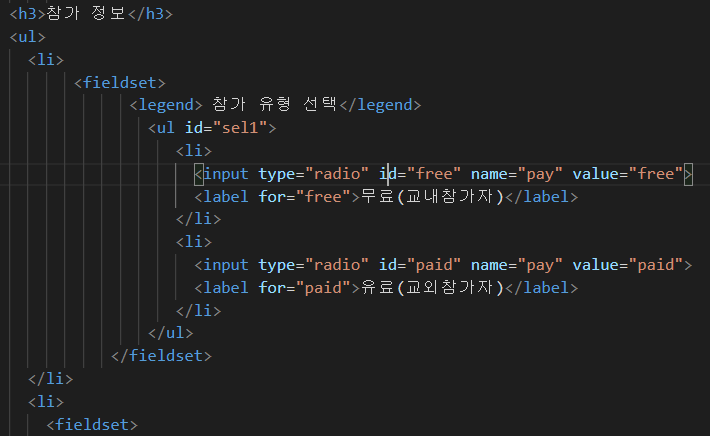 <h3>참가 정보</h3>
<ul>
<li>
<fieldset>
<legend> 참가 유형 선택</legend>
<ul id="sel1">
<li>
<input type="radio" id="free" name="pay" value="free">
<label for="free">무료(교내참가자)</label>
</li>
<li>
<input type="radio" id="paid" name="pay" value="paid">
<label for="paid">유료(교외참가자)</label>
</li>
</ul>
</fieldset>
</li>
<li>
<fieldset>